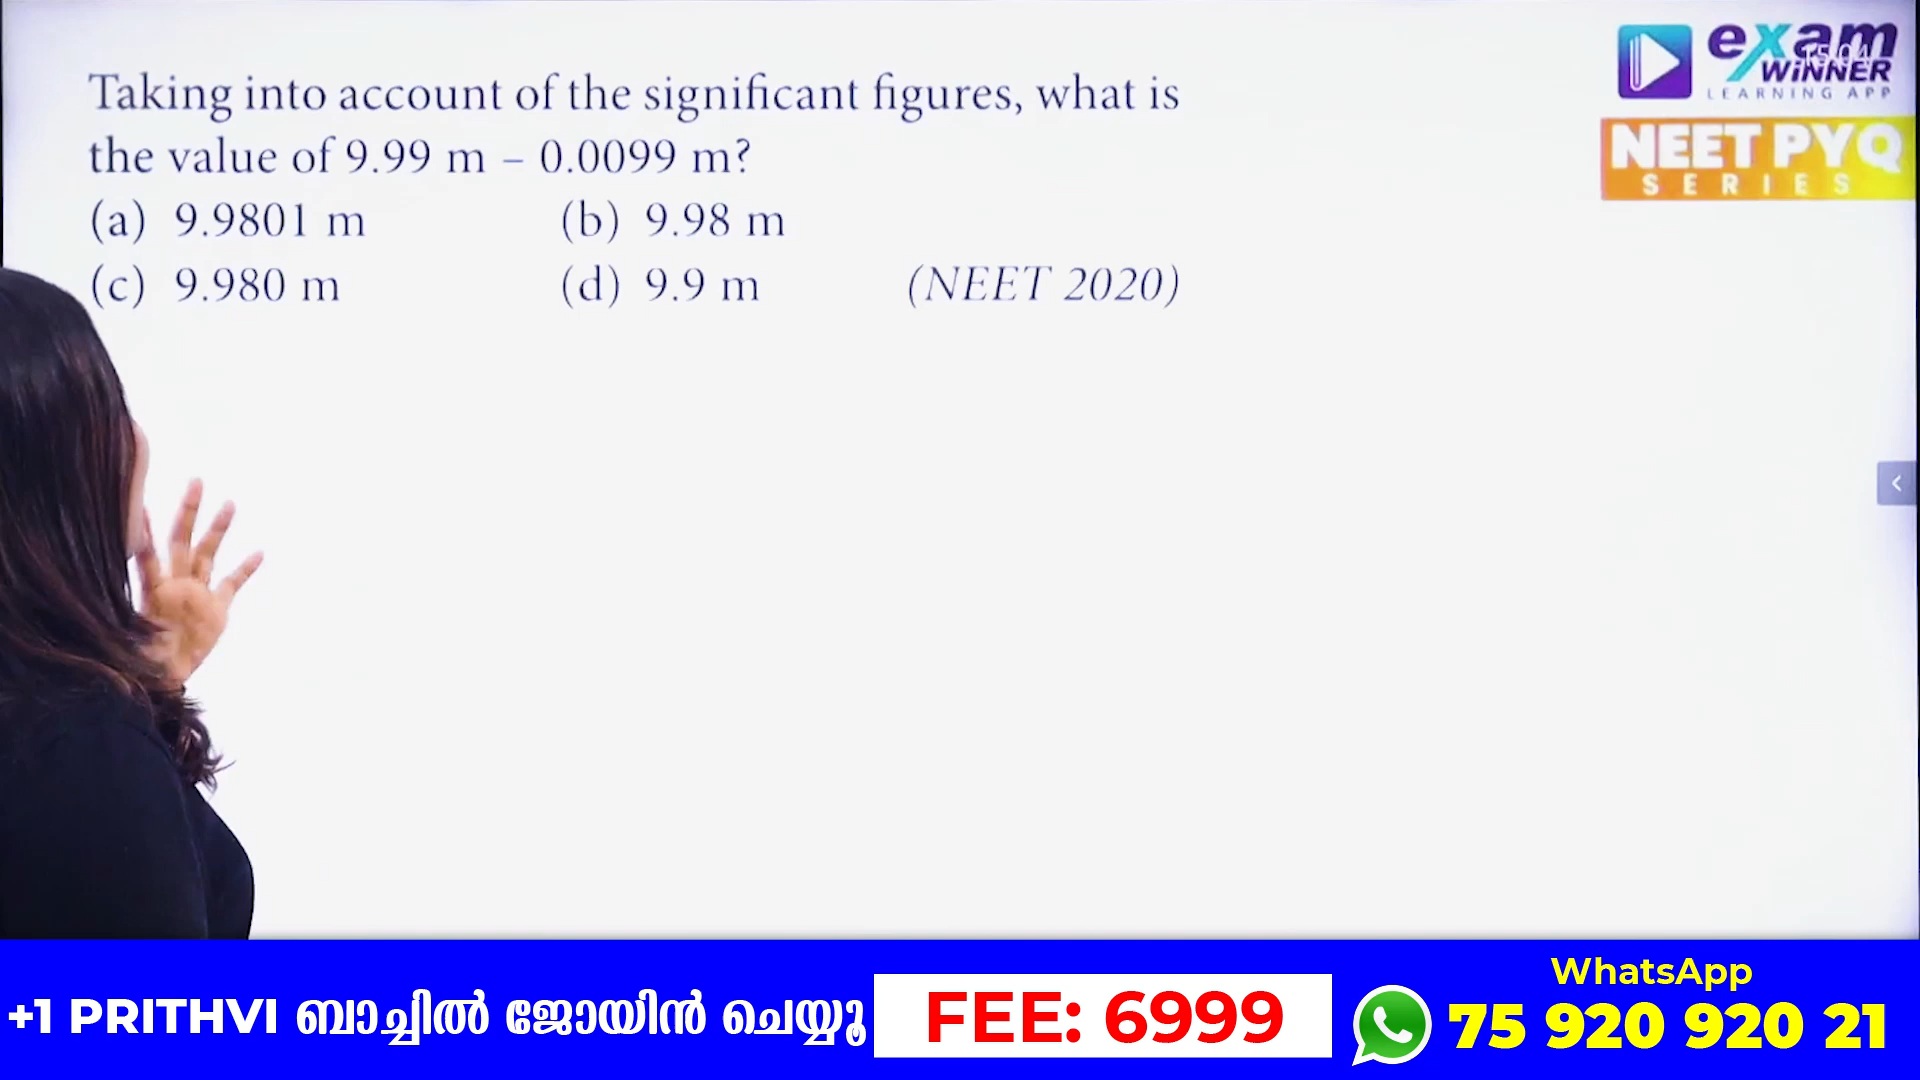 Taking into account of the significant figures, what is
the value of 9.99 m – 0.0099 m?
(a) 9.9801 m (b) 9.98 m
(c) 9.980 m (d) 9.9 m (NEET 2020)
exam
WINNER
LEARNING APP
NEET PYQ
SERIES
+1 PRITHVI ബാച്ചിൽ ജോയിൻ ചെയ്യൂ
FEE: 6999
WhatsApp
75 920 920 21